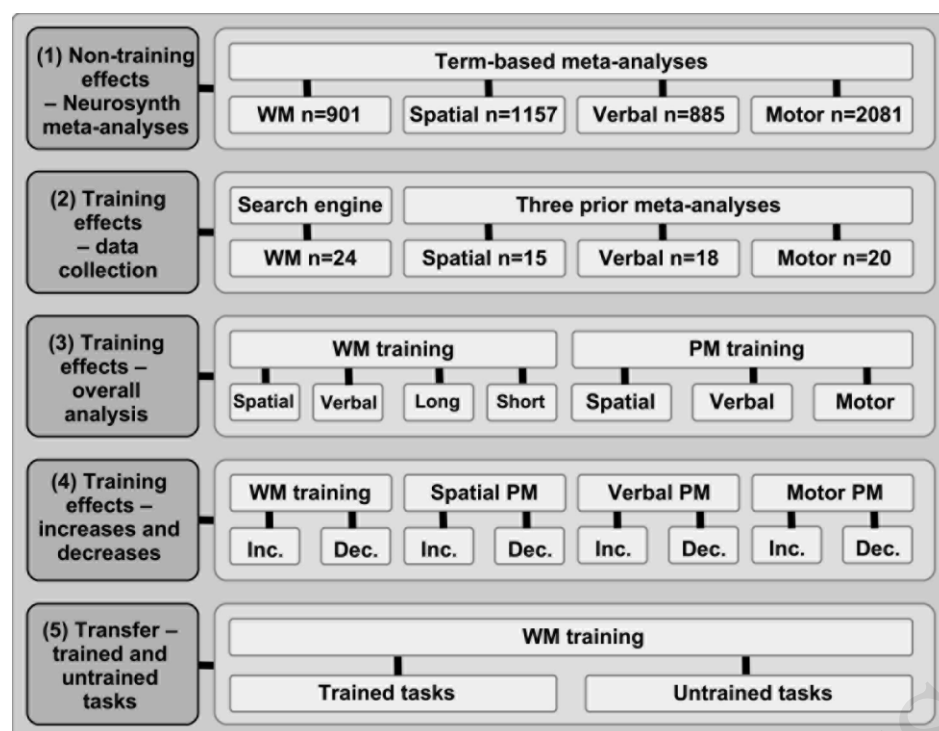 (1) Non-training
effects
– Neurosynth
meta-analyses
Term-based meta-analyses
WM n=901
Spatial n=1157
Verbal n=885
Motor n=2081
(2) Training
effects
– data
collection
Search engine
Three prior meta-analyses
WM n=24
Spatial n=15
Verbal n=18
Motor n=20
(3) Training
effects –
overall
analysis
WM training
PM training
Spatial
Verbal
Long
Short
Spatial
Verbal
Motor
(4) Training
effects –
increases and
decreases
WM training
Spatial PM
Verbal PM
Motor PM
Inc.
Dec.
Inc.
Dec.
Inc.
Dec.
Inc.
Dec.
(5) Transfer –
trained and
untrained
tasks
WM training
Trained tasks
Untrained tasks